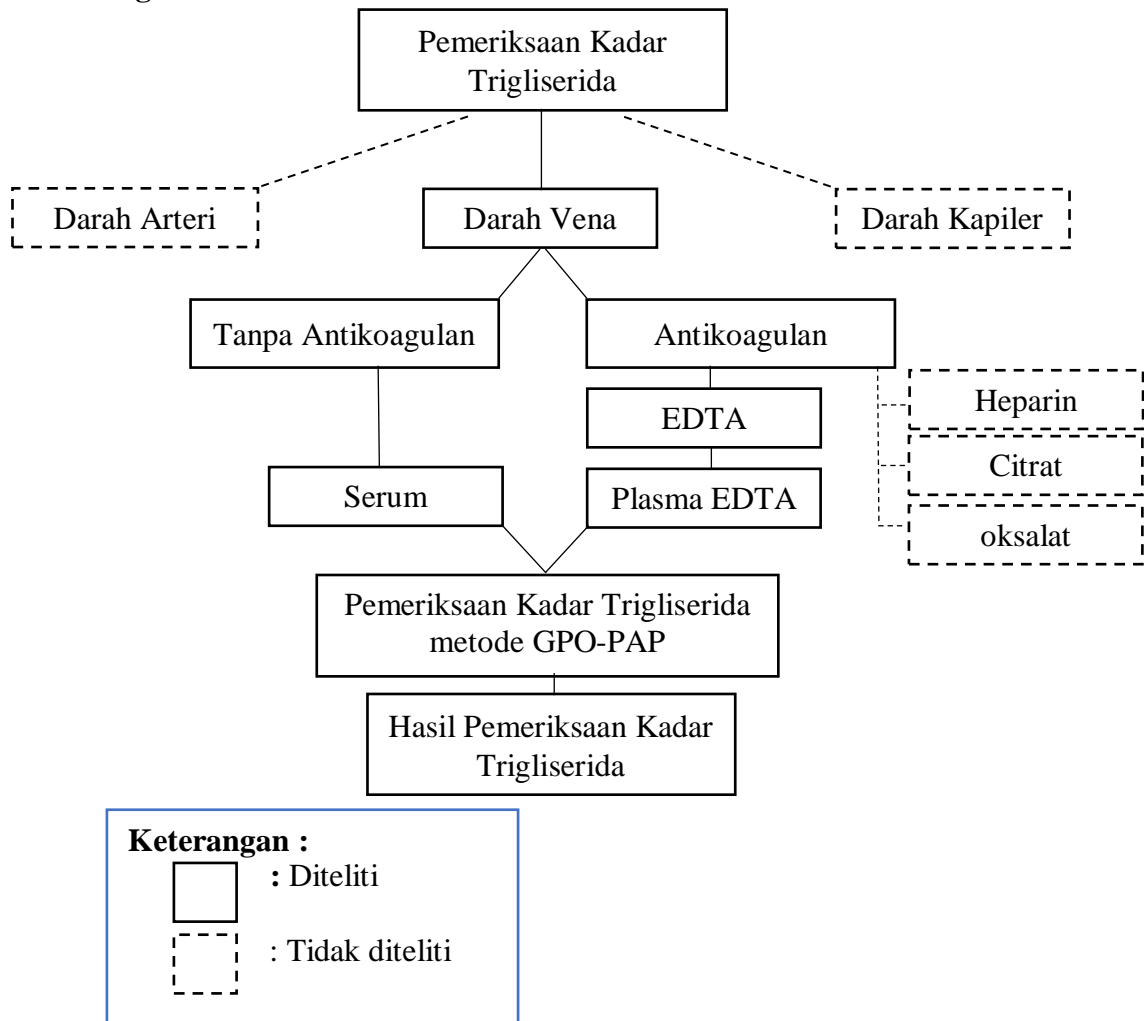 Pemeriksaan Kadar
Trigliserida
Darah Arteri
Darah Vena
Darah Kapiler
Tanpa Antikoagulan
Antikoagulan
Heparin
EDTA
Citrat
Serum
Plasma EDTA
oksalat
Pemeriksaan Kadar Trigliserida
metode GPO-PAP
Hasil Pemeriksaan Kadar
Trigliserida
Keterangan :
: Diteliti
: Tidak diteliti